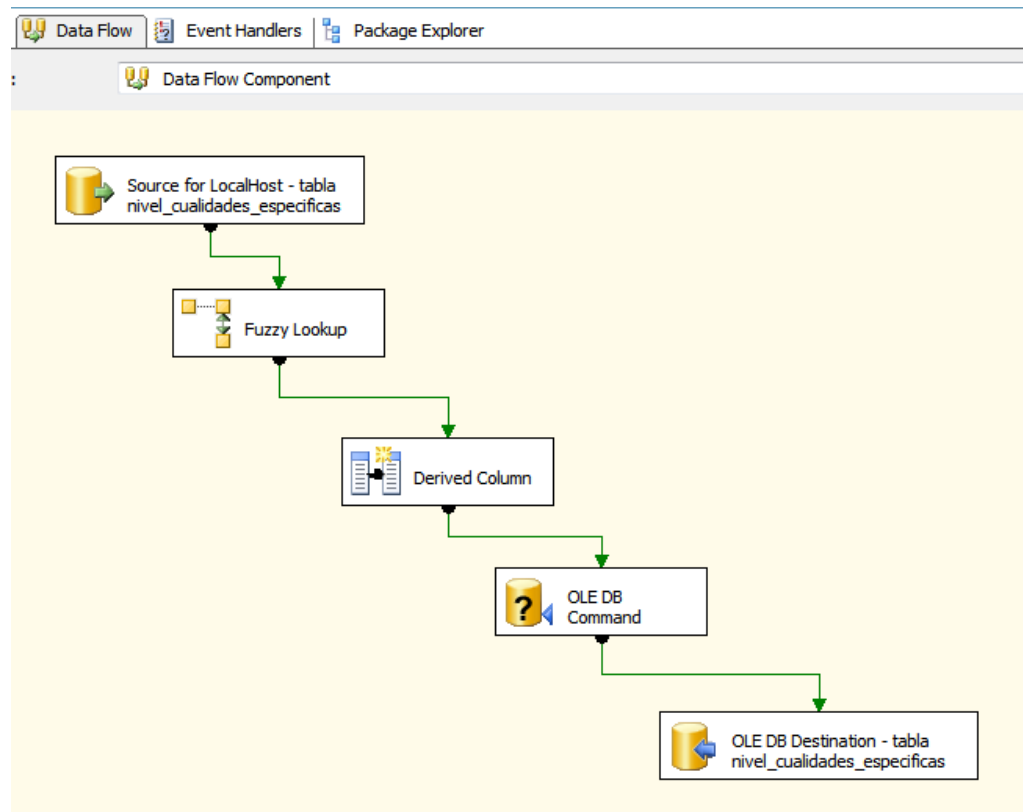 Data Flow Event Handlers Package Explorer
: Data Flow Component
Source for LocalHost - tabla
nivel_cualidades_especificas
Fuzzy Lookup
Derived Column
OLE DB
Command
OLE DB Destination - tabla
nivel_cualidades_especificas